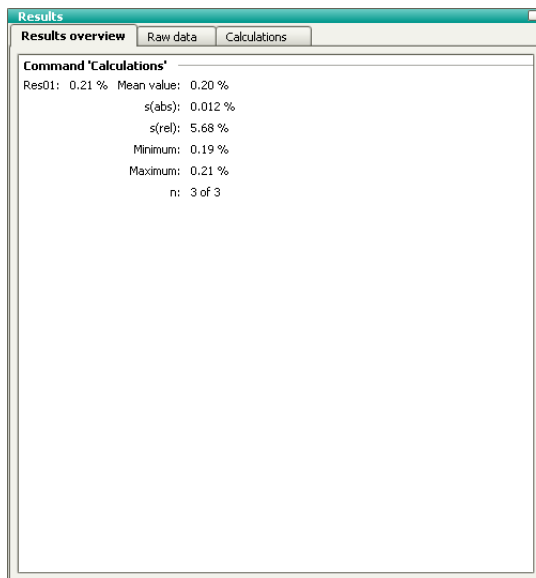 Results
Results overview Raw data Calculations
Command 'Calculations'
Res01: 0.21 % Mean value: 0.20 %
s(abs): 0.012 %
s(rel): 5.68 %
Minimum: 0.19 %
Maximum: 0.21 %
n: 3 of 3